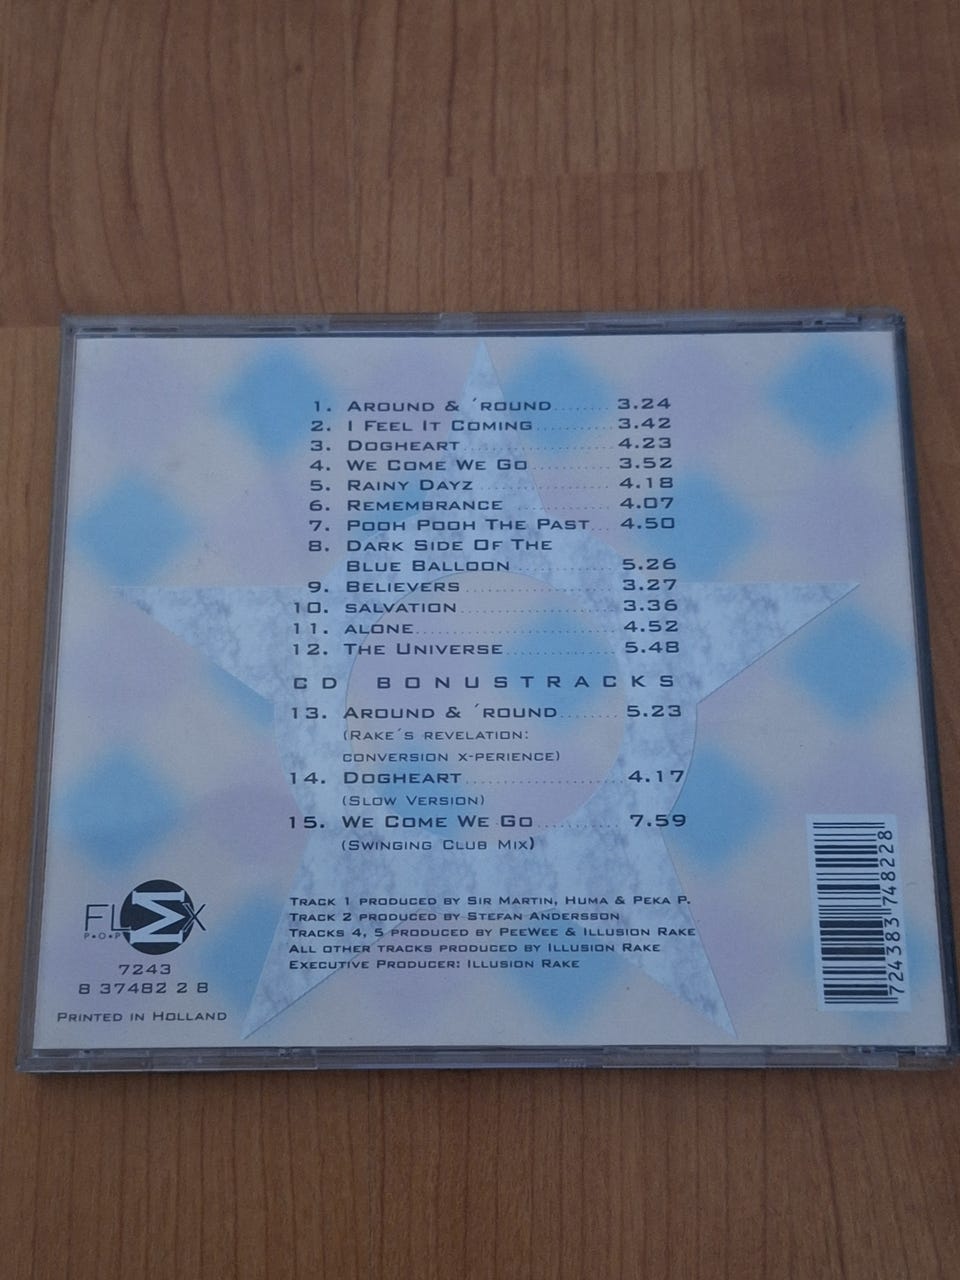 1. Around & ´round........ 3.24
2. I Feel It Coming............ 3.42
3. Dogheart....................... 4.23
4. We Come We Go............. 3.52
5. Rainy Dayz..................... 4.18
6. Remembrance ............... 4.07
7. Pooh Pooh The Past... 4.50
8. Dark Side Of The
Blue Balloon................ 5.26
9. Believers....................... 3.27
10. salvation........................ 3.36
11. alone............................. 4.52
12. The Universe................. 5.48
CD BONUSTRACKS
13. Around & ´round........ 5.23
(Rake´s revelation:
conversion x-perience)
14. Dogheart....................... 4.17
(Slow Version)
15. We Come We Go............ 7.59
(Swinging Club Mix)
Track 1 produced by Sir Martin, Huma & Peka P.
Track 2 produced by Stefan Andersson
Tracks 4, 5 produced by PeeWee & Illusion Rake
All other tracks produced by Illusion Rake
Executive Producer: Illusion Rake
FLEX
P•O•P
7243
8 37482 2 8
Printed in Holland
7 24383 74822 8